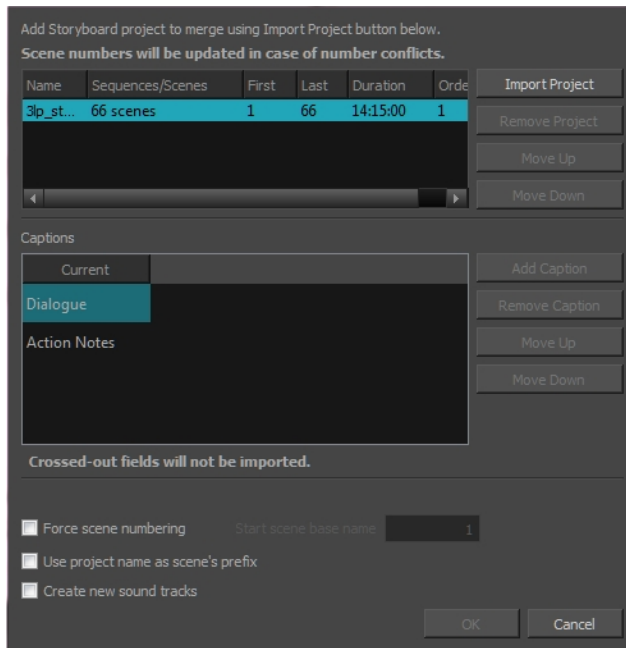 Add Storyboard project to merge using Import Project button below.
Scene numbers will be updated in case of number conflicts.
Name Sequences/Scenes First Last Duration Orde
3lp_st... 66 scenes 1 66 14:15:00 1
Import Project
Remove Project
Move Up
Move Down
Captions
Current
Dialogue
Action Notes
Add Caption
Remove Caption
Move Up
Move Down
Crossed-out fields will not be imported.
Force scene numbering Start scene base name 1
Use project name as scene's prefix
Create new sound tracks
OK Cancel